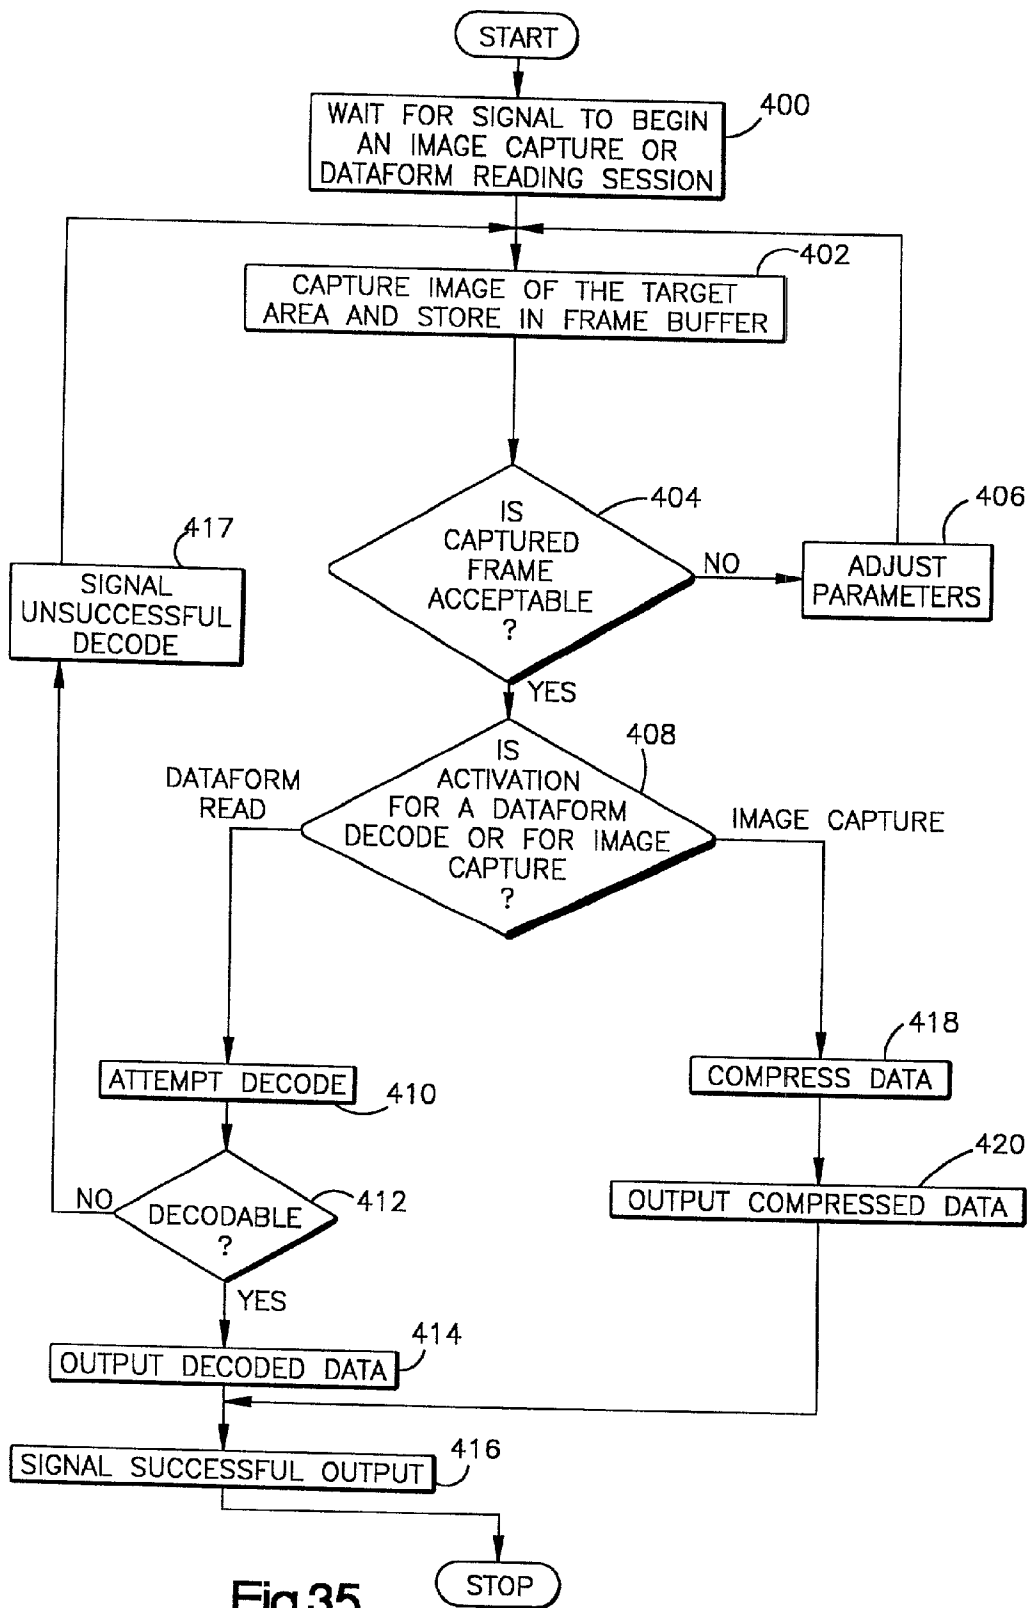 START
WAIT FOR SIGNAL TO BEGIN
AN IMAGE CAPTURE OR
DATAFORM READING SESSION
400
402
CAPTURE IMAGE OF THE TARGET
AREA AND STORE IN FRAME BUFFER
404
IS
CAPTURED
FRAME
ACCEPTABLE
?
NO
406
ADJUST
PARAMETERS
417
SIGNAL
UNSUCCESSFUL
DECODE
YES
408
IS
ACTIVATION
FOR A DATAFORM
DECODE OR FOR IMAGE
CAPTURE
?
DATAFORM
READ
IMAGE CAPTURE
418
COMPRESS DATA
ATTEMPT DECODE
410
420
OUTPUT COMPRESSED DATA
NO
412
DECODABLE
?
YES
414
OUTPUT DECODED DATA
416
SIGNAL SUCCESSFUL OUTPUT
STOP
Fig.35